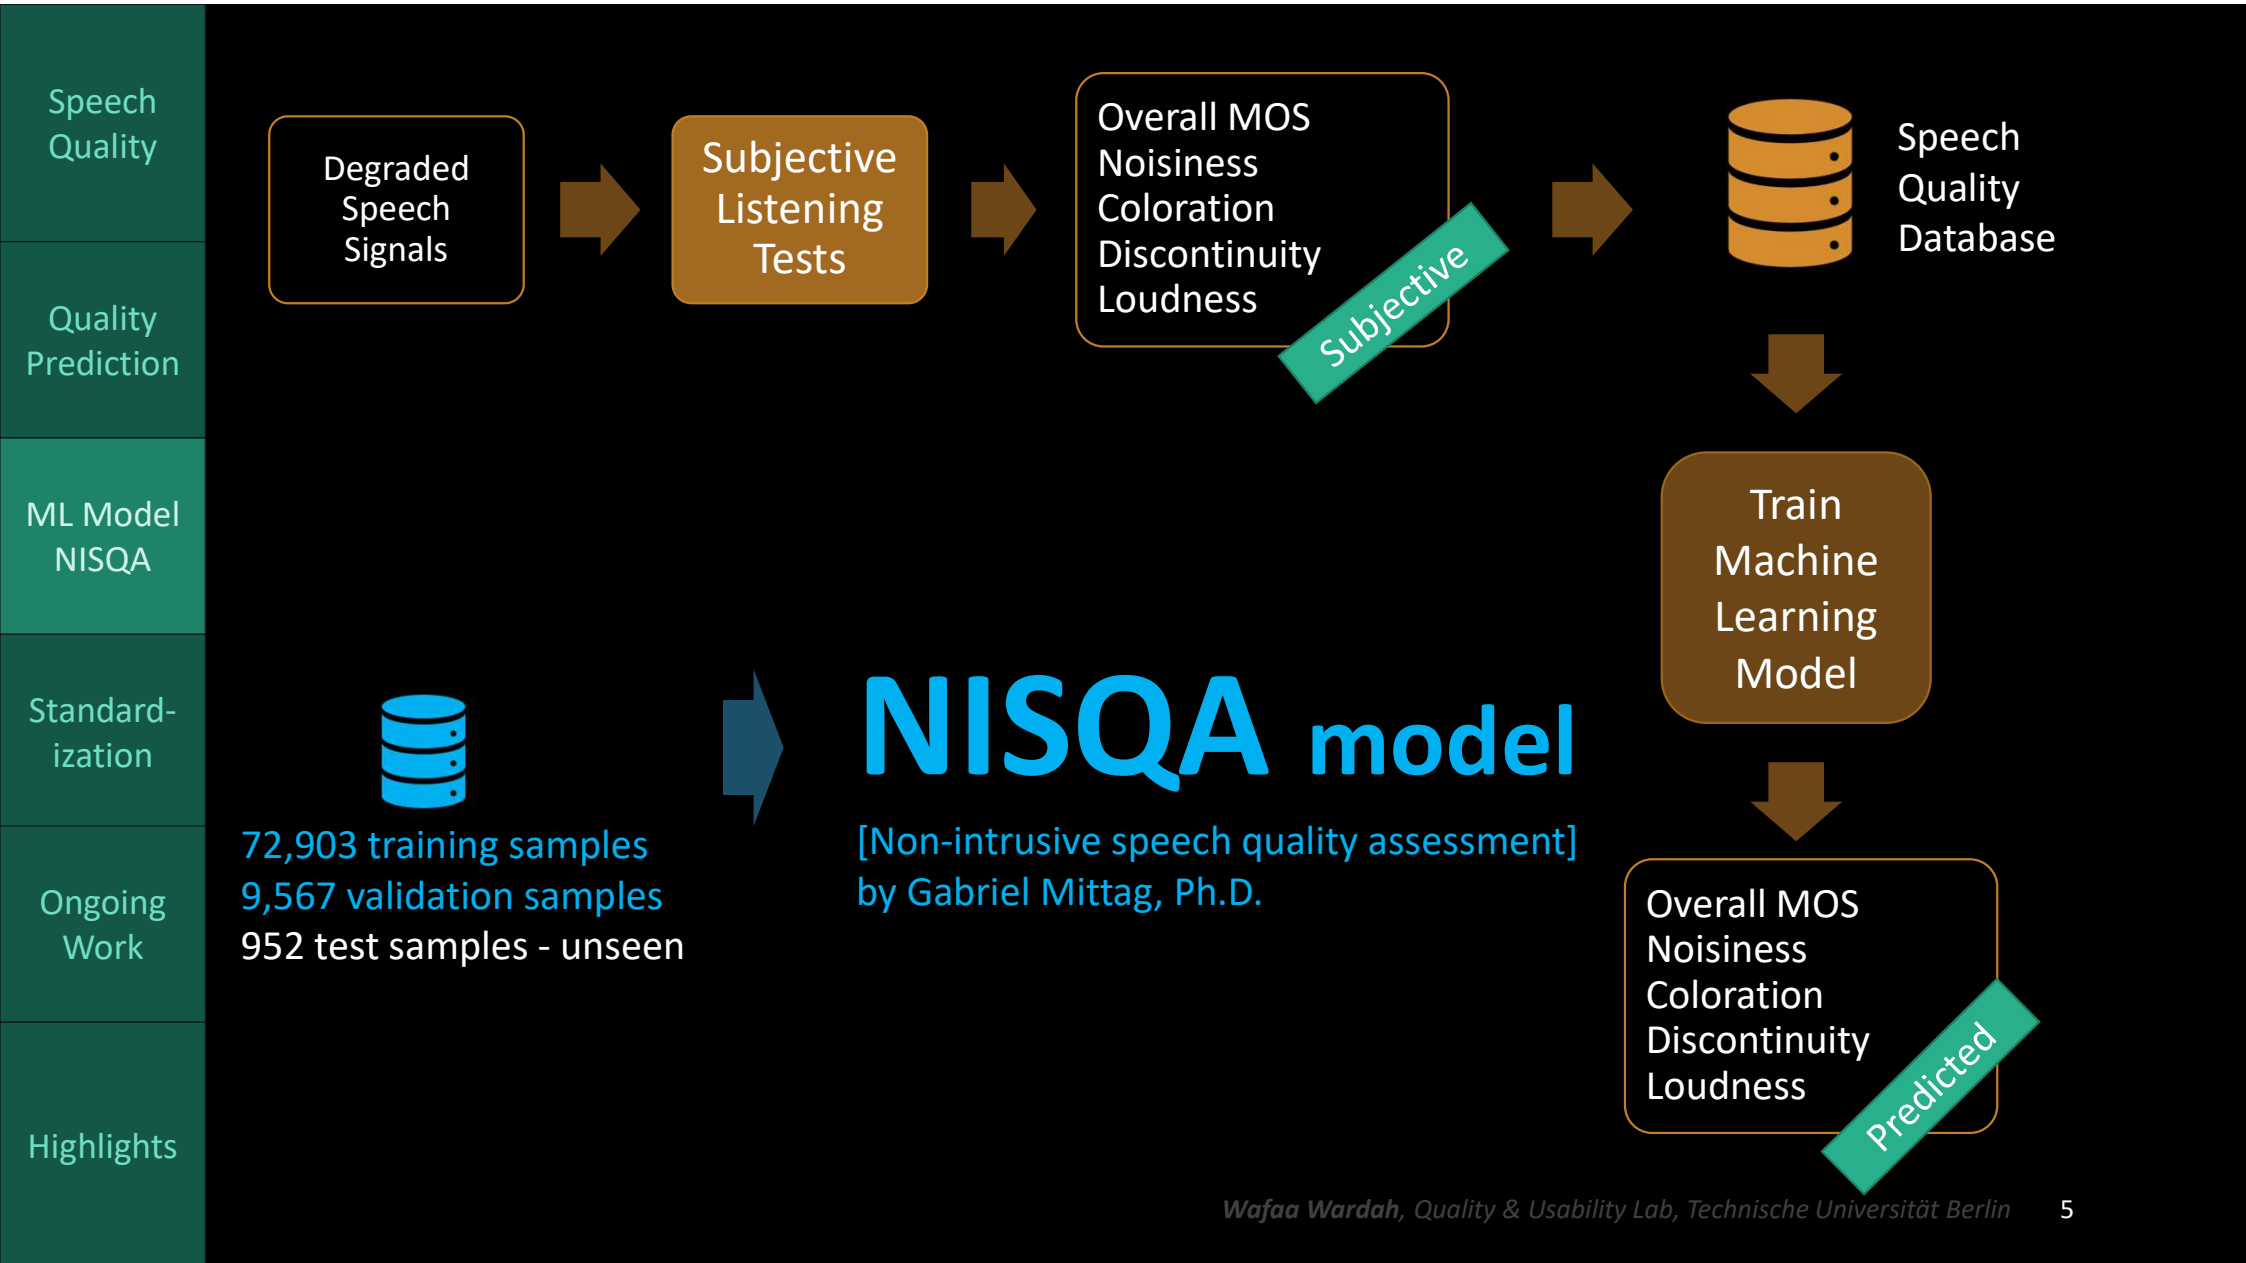 Speech
Quality
Quality
Prediction
ML Model
NISQA
Standard-
ization
Ongoing
Work
Highlights
Degraded
Speech
Signals
Subjective
Listening
Tests
Overall MOS
Noisiness
Coloration
Discontinuity
Loudness
Subjective
Speech
Quality
Database
Train
Machine
Learning
Model
Overall MOS
Noisiness
Coloration
Discontinuity
Loudness
Predicted
72,903 training samples
9,567 validation samples
952 test samples - unseen
NISQA model
[Non-intrusive speech quality assessment]
by Gabriel Mittag, Ph.D.
Wafaa Wardah, Quality & Usability Lab, Technische Universität Berlin 5